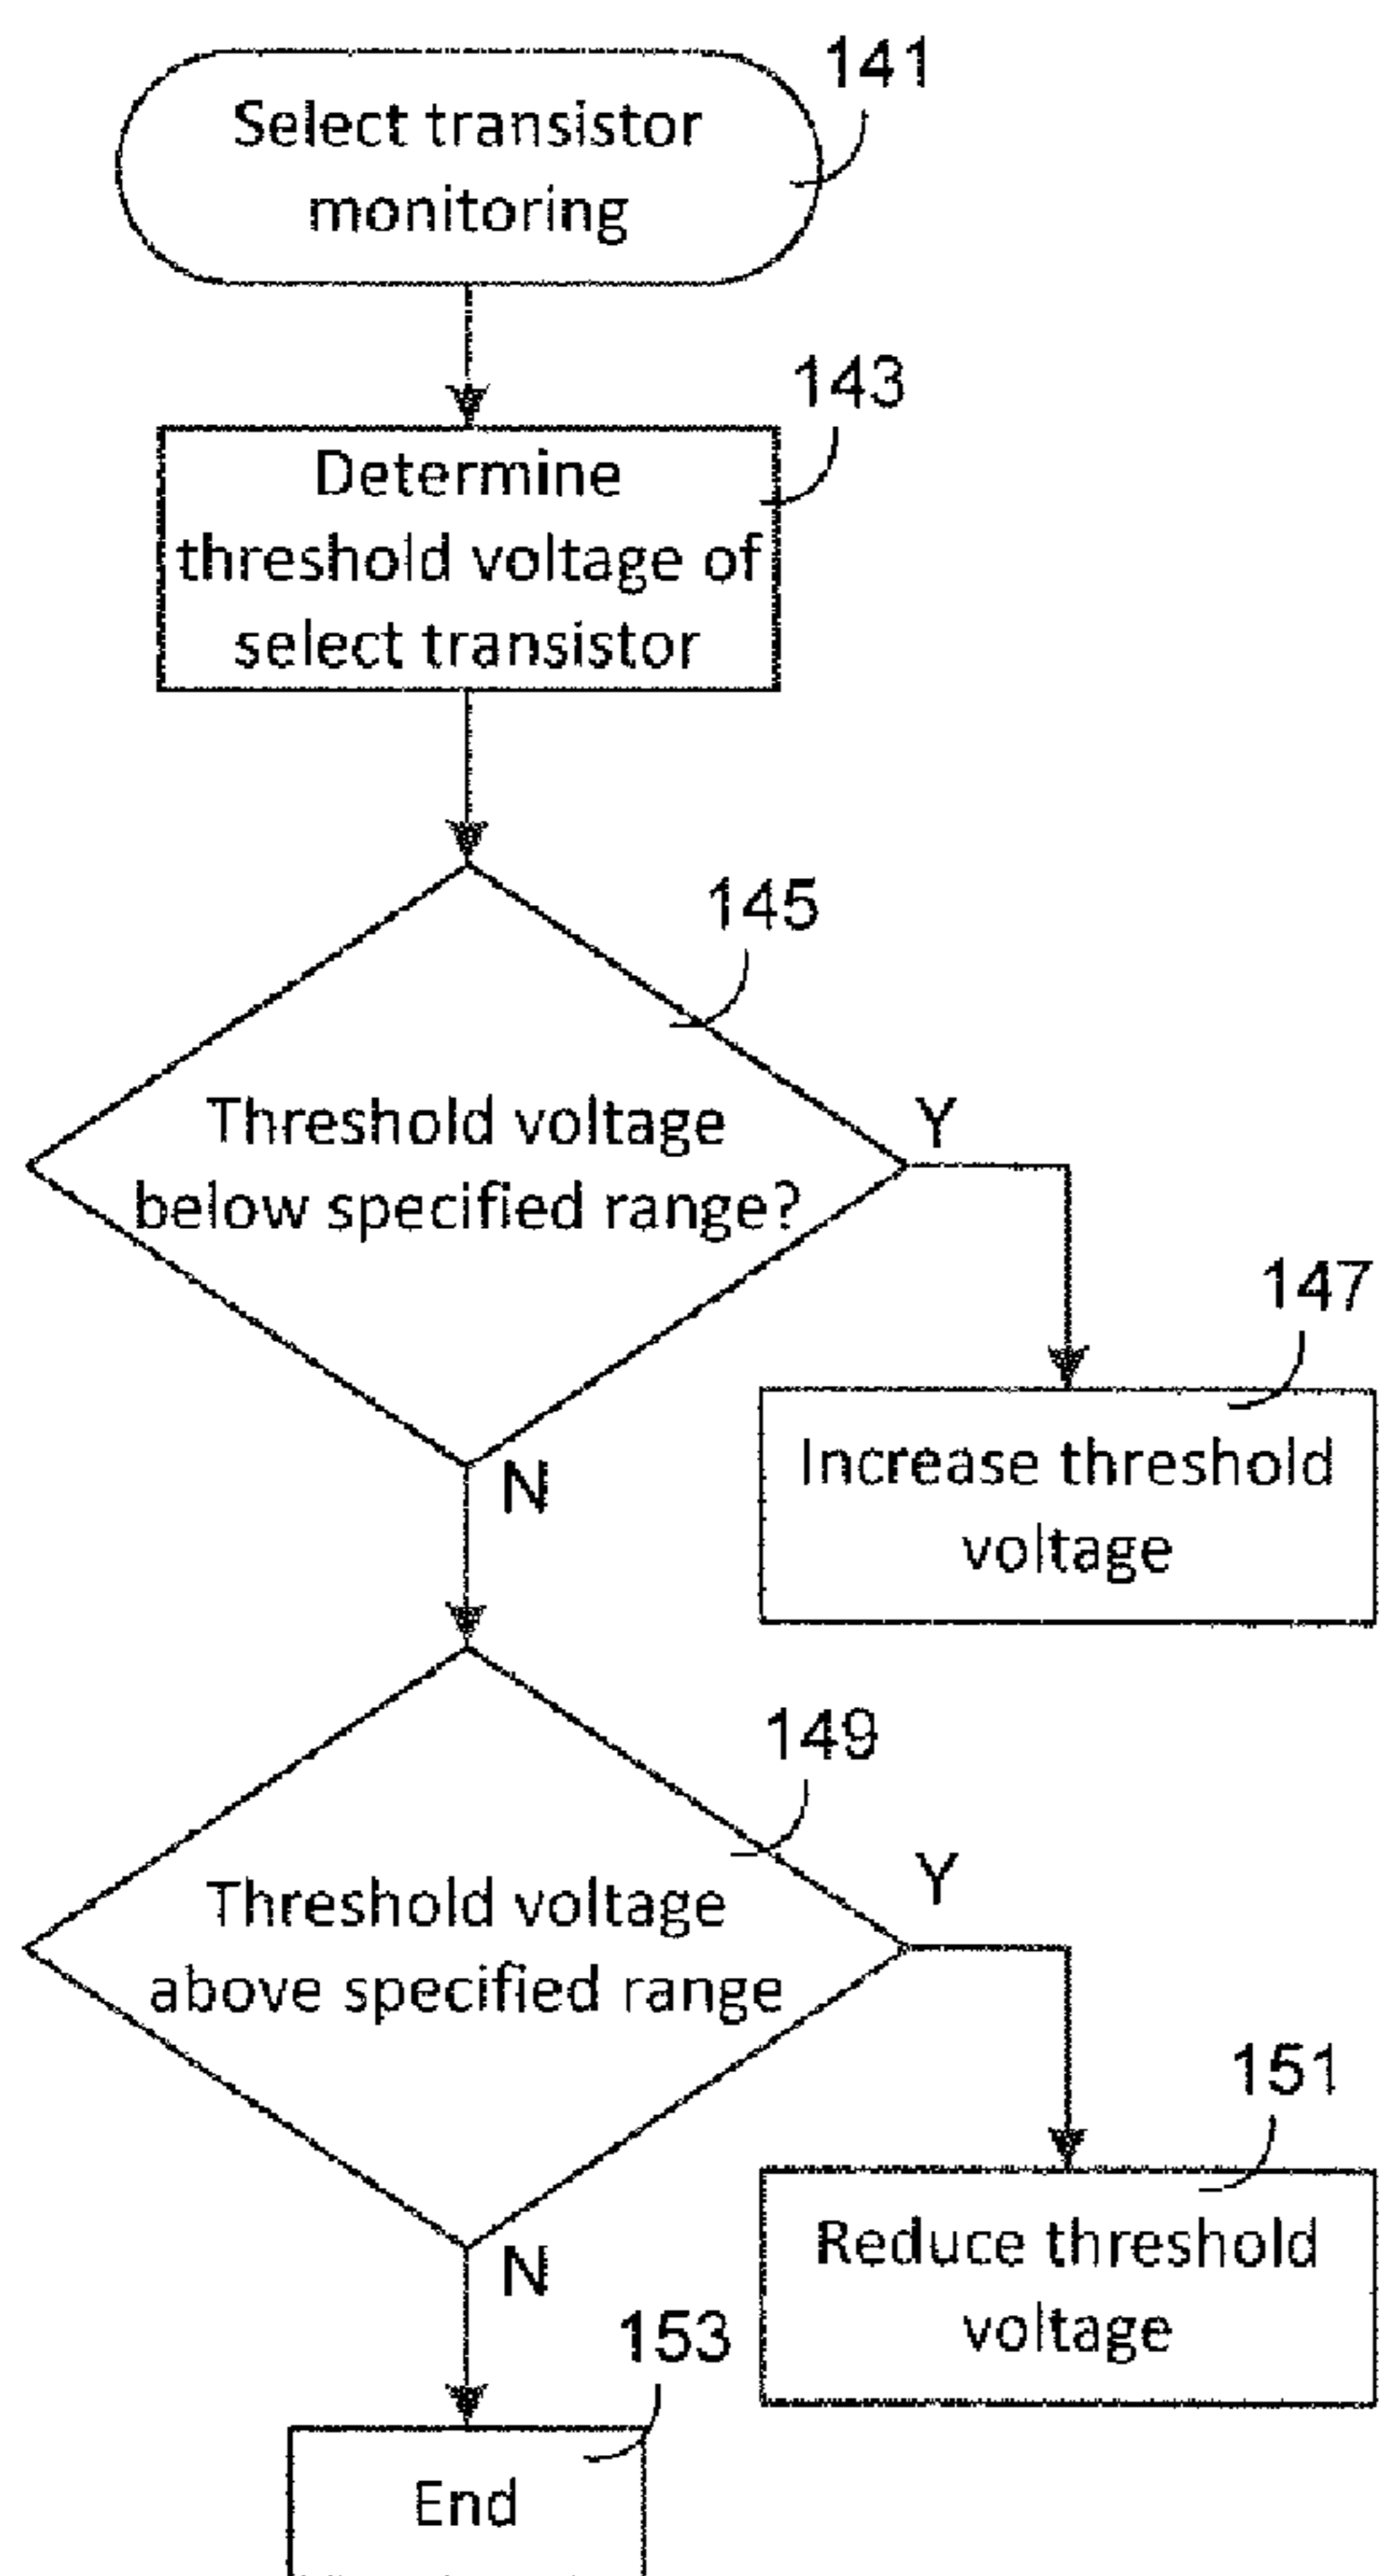 141
Select transistor
monitoring
143
Determine
threshold voltage of
select transistor
145
Threshold voltage
below specified range?
Y
147
Increase threshold
voltage
N
149
Threshold voltage
above specified range
Y
151
Reduce threshold
voltage
N
153
End